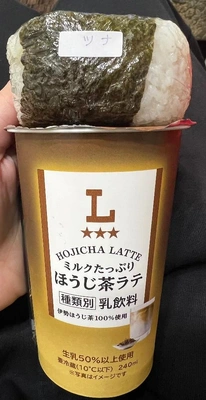 ツナ
L
★★★
HOJICHA LATTE
ミルクたっぷり
ほうじ茶ラテ
種類別 乳飲料
伊勢ほうじ茶100%使用
生乳50%以上使用
要冷蔵(10℃以下) 240ml
※写真はイメージです